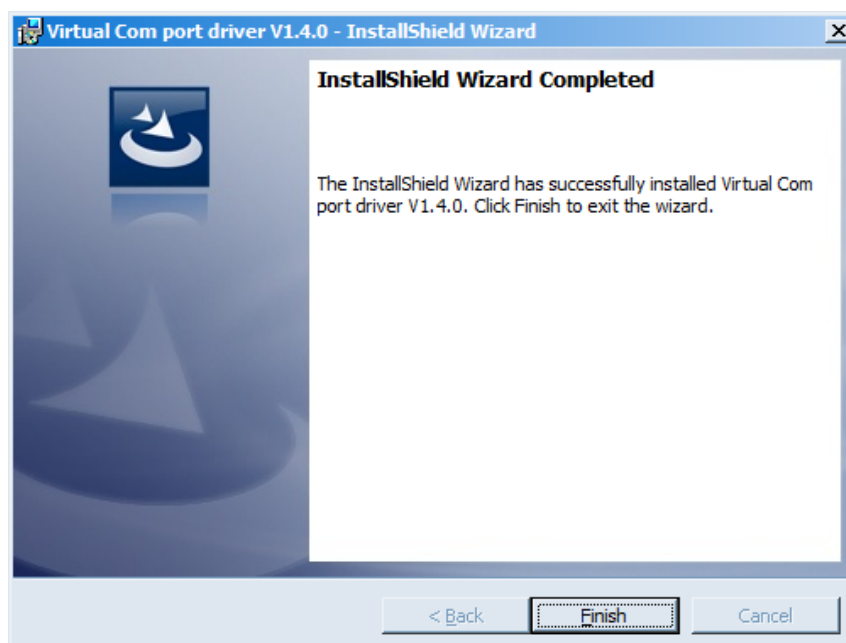 Virtual Com port driver V1.4.0 - InstallShield Wizard
InstallShield Wizard Completed
The InstallShield Wizard has successfully installed Virtual Com
port driver V1.4.0. Click Finish to exit the wizard.
< Back
Finish
Cancel